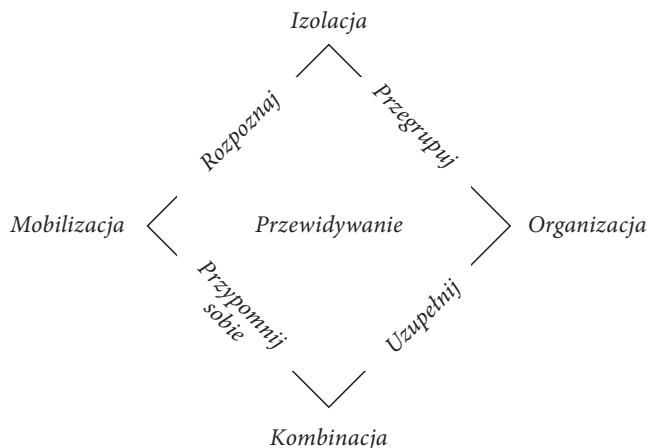 Izolacja
Rozpoznaj
Przegrupuj
Mobilizacja
Przewidywanie
Organizacja
Przypomnij
sobie
Uzupełnij
Kombinacja